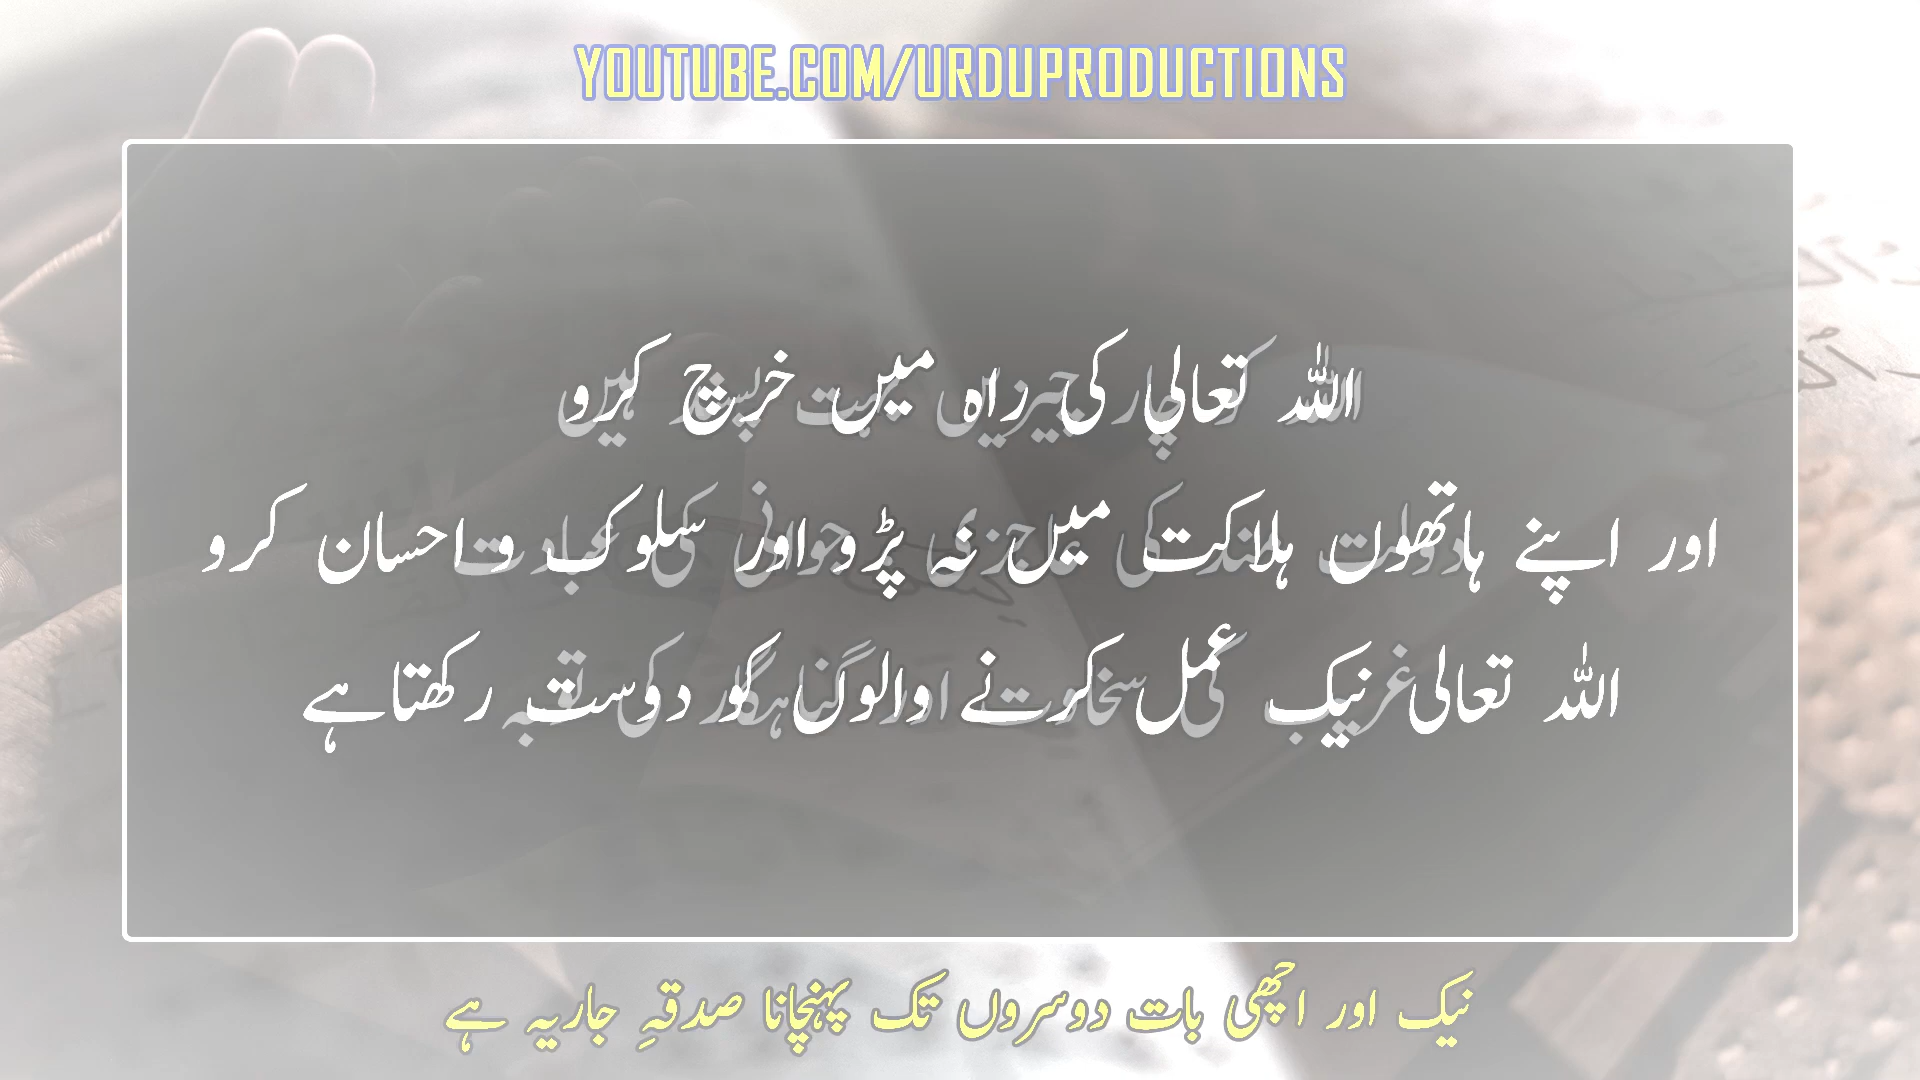 YOUTUBE.COM/URDUPRODUCTIONS
اللہ تعالی کی راہ میں خرچ کرو
اور اپنے ہاتھوں ہلاکت میں نہ پڑو اور سلوک و احسان کرو
اللہ تعالی نیک عمل کرنے والوں کو دوست رکھتا ہے
نیک اور اچھی بات دوسروں تک پہنچانا صدقہِ جاریہ ہے